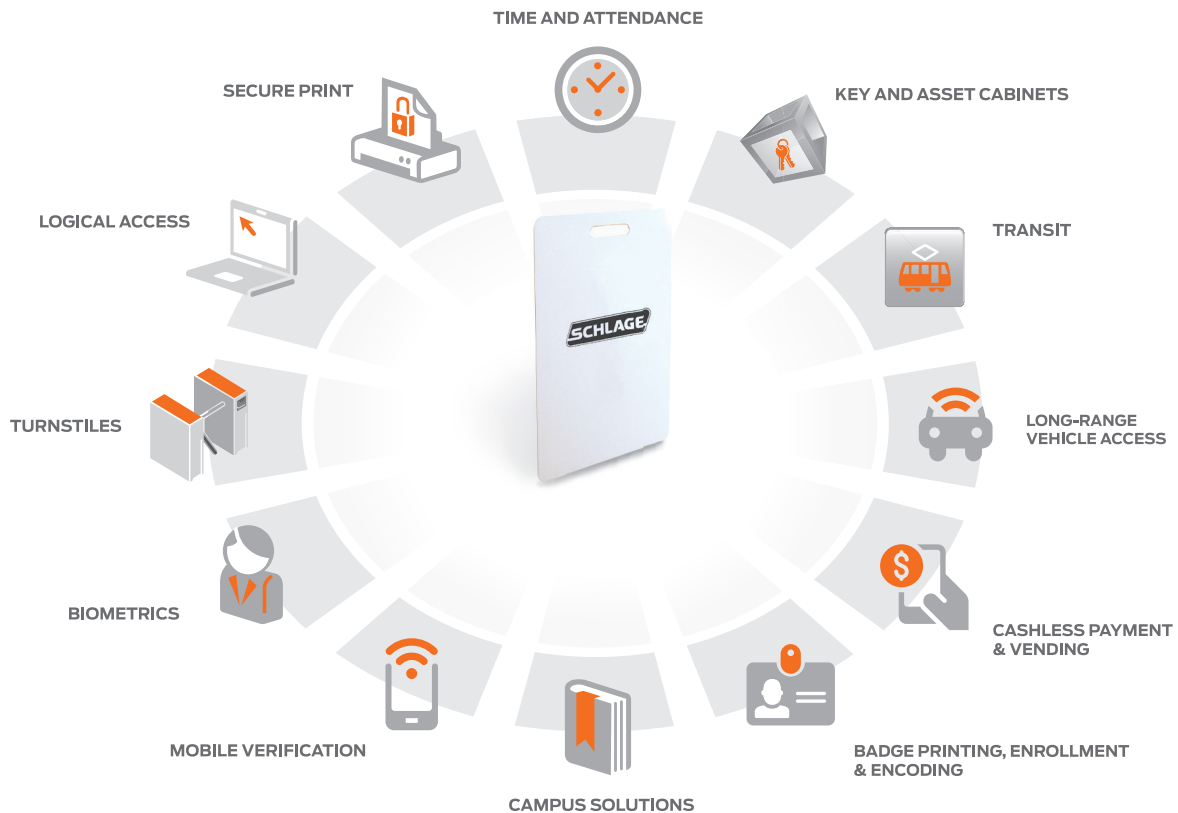 TIME AND ATTENDANCE
SECURE PRINT
KEY AND ASSET CABINETS
LOGICAL ACCESS
TRANSIT
SCHLAGE
TURNSTILES
LONG-RANGE
VEHICLE ACCESS
$
BIOMETRICS
CASHLESS PAYMENT
& VENDING
MOBILE VERIFICATION
BADGE PRINTING, ENROLLMENT
& ENCODING
CAMPUS SOLUTIONS